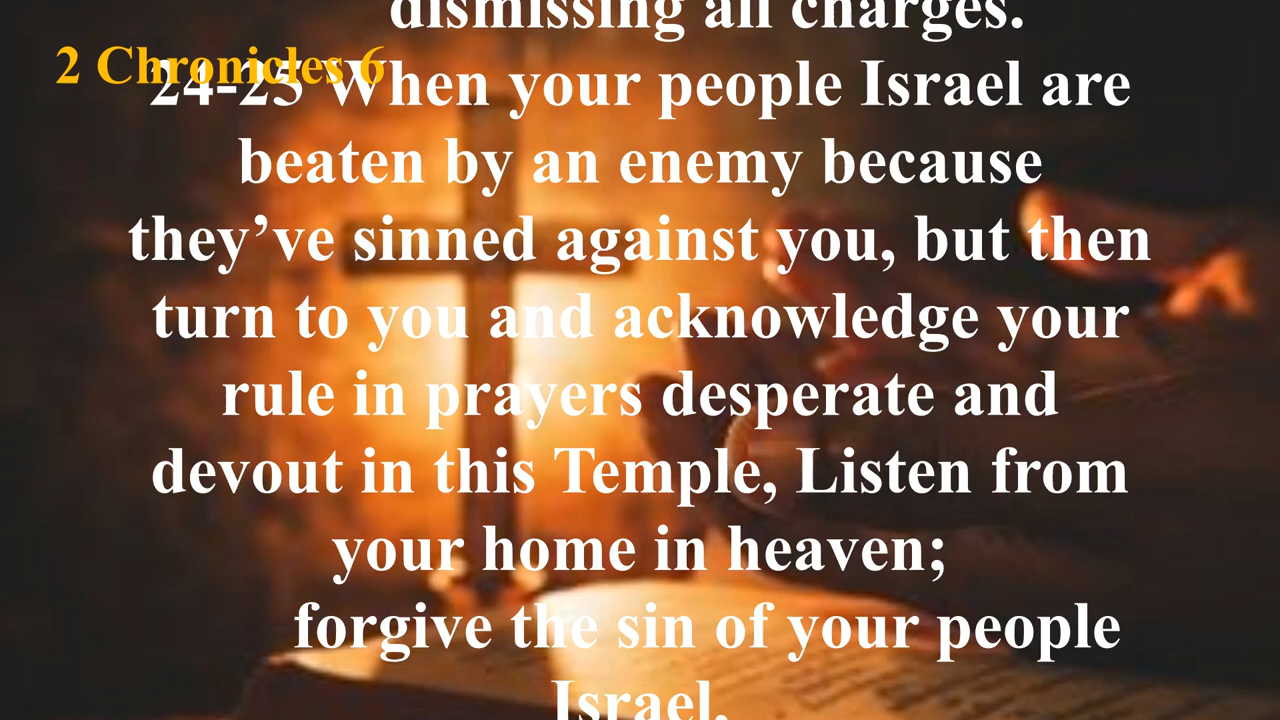 dismissing all charges.
2 Chronicles 6
24-25 When your people Israel are
beaten by an enemy because
they’ve sinned against you, but then
turn to you and acknowledge your
rule in prayers desperate and
devout in this Temple, Listen from
your home in heaven;
forgive the sin of your people
Israel,